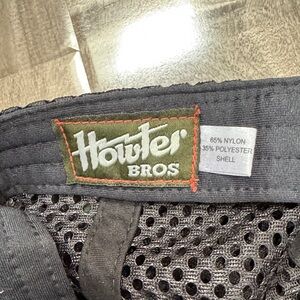 Howler
BROS
65% NYLON
35% POLYESTER
SHELL